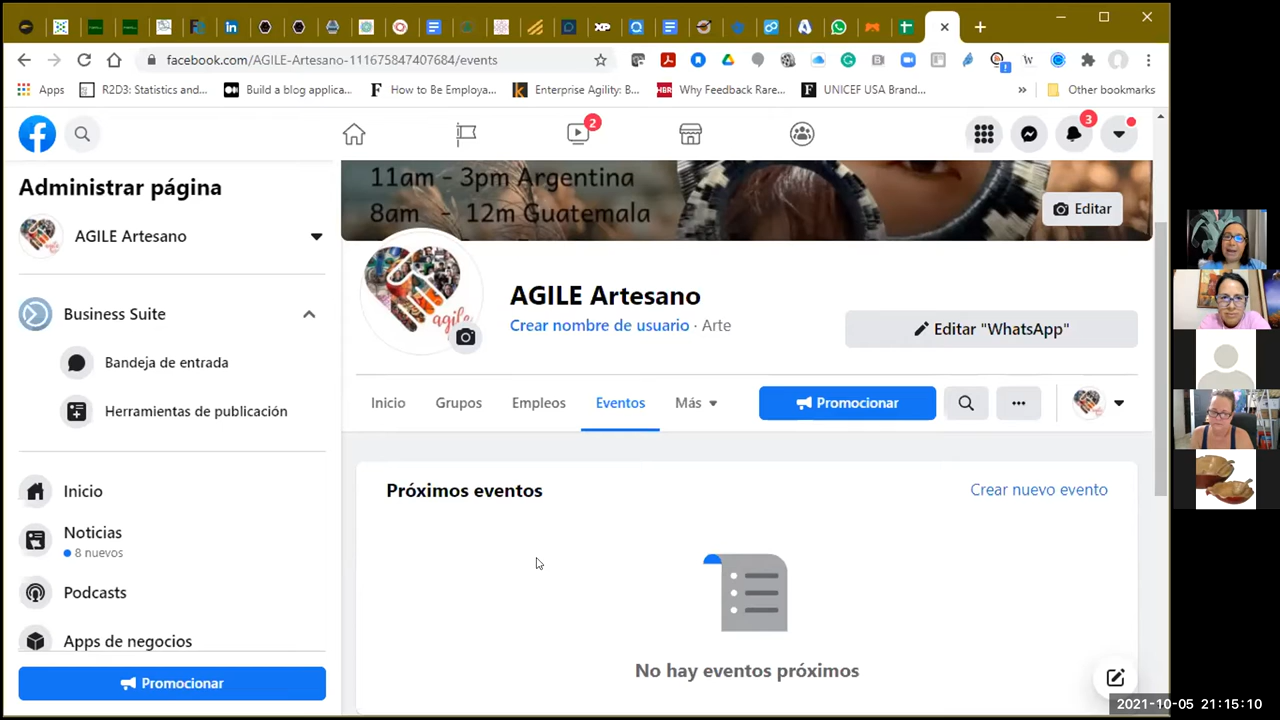 facebook.com/AGILE-Artesano-111675847407684/events
Apps
R2D3: Statistics and...
Build a blog applica...
How to Be Employa...
Enterprise Agility: B...
HBR
Why Feedback Rare...
UNICEF USA Brand...
»
Other bookmarks
2
3
Administrar página
AGILE Artesano
Business Suite
Bandeja de entrada
Herramientas de publicación
Inicio
Noticias
8 nuevos
Podcasts
Apps de negocios
Promocionar
11am - 3pm Argentina
8am - 12m Guatemala
Editar
agile
AGILE Artesano
Crear nombre de usuario · Arte
Editar "WhatsApp"
Inicio
Grupos
Empleos
Eventos
Más
Promocionar
Próximos eventos
Crear nuevo evento
No hay eventos próximos
2021-10-05 21:15:10